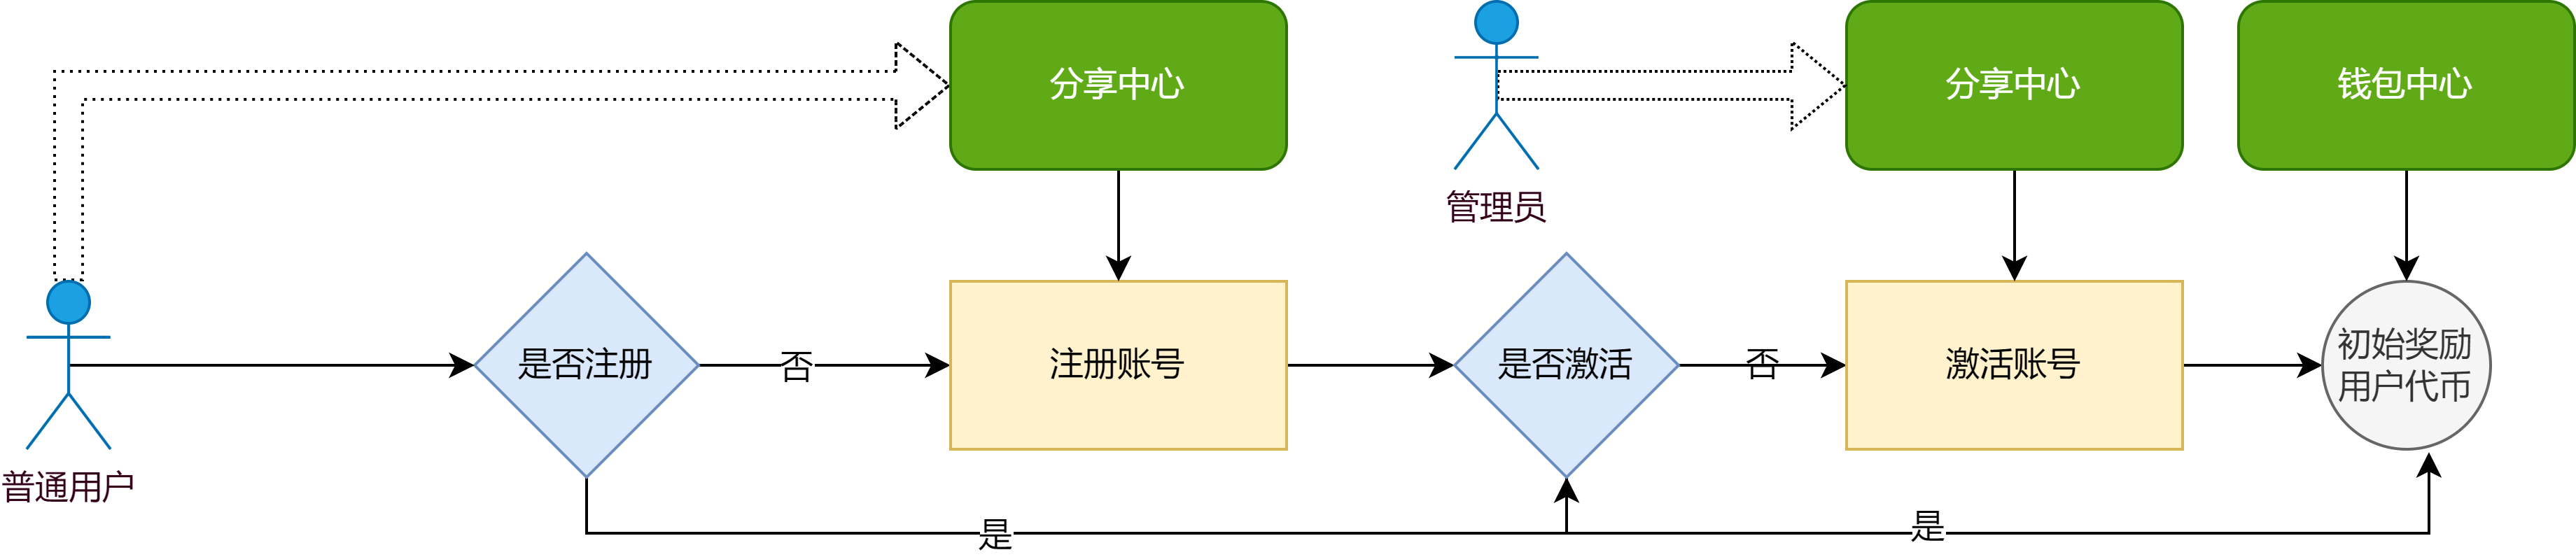 分享中心
分享中心
钱包中心
管理员
普通用户
是否注册
否
注册账号
是否激活
否
激活账号
初始奖励
用户代币
是
是